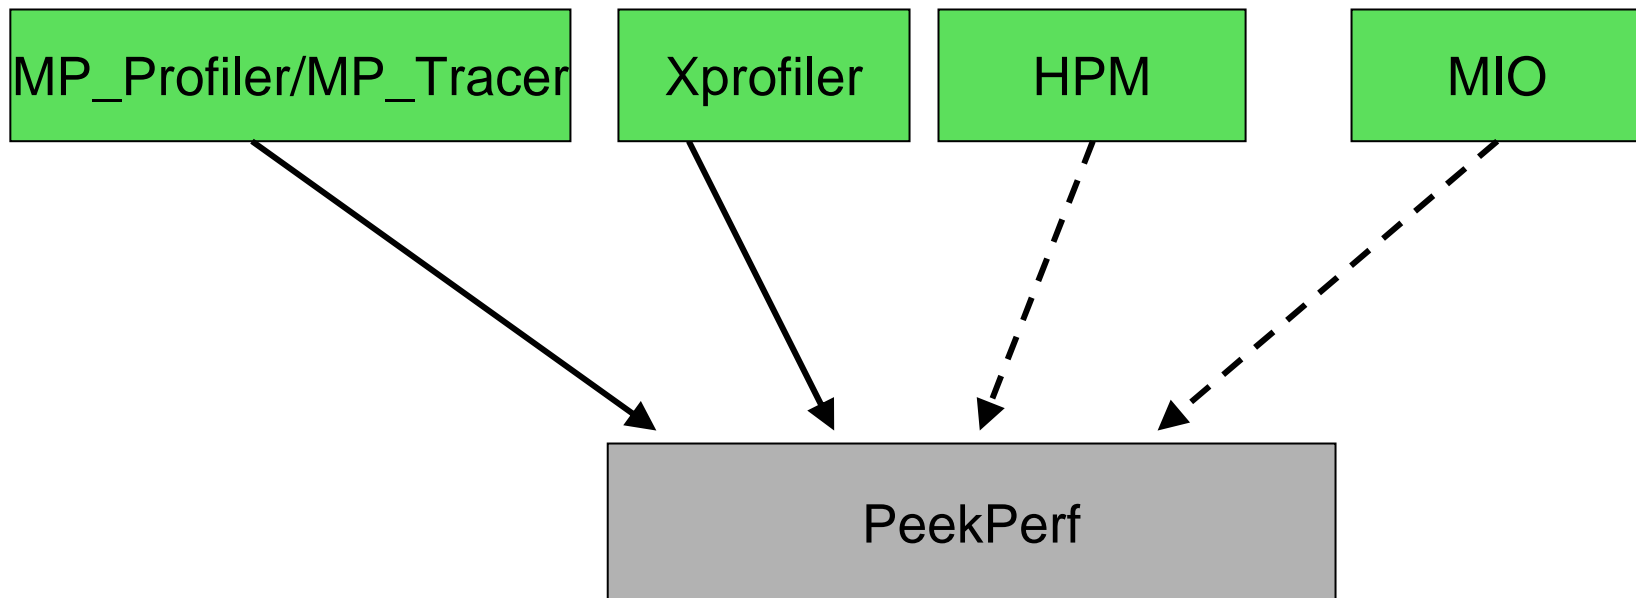 MP_Profiler/MP_Tracer
Xprofiler
HPM
MIO
PeekPerf